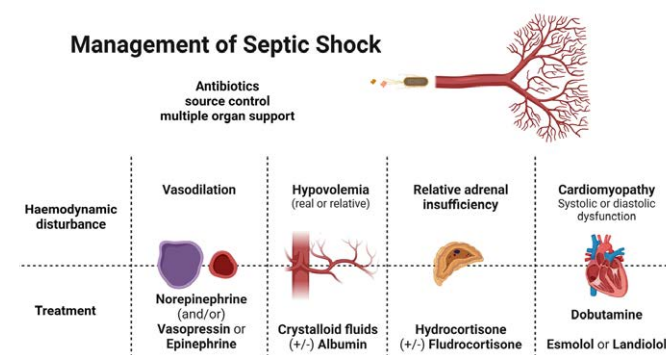 Management of Septic Shock
Antibiotics
source control
multiple organ support
Haemodynamic
disturbance
Vasodilation
Hypovolemia
(real or relative)
Relative adrenal
insufficiency
Cardiomyopathy
Systolic or diastolic
dysfunction
Treatment
Norepinephrine
(and/or)
Vasopressin or
Epinephrine
Crystalloid fluids
(+/-) Albumin
Hydrocortisone
(+/-) Fludrocortisone
Dobutamine
Esmolol or Landiolol